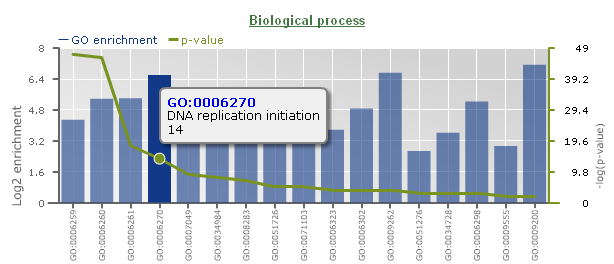 Biological process
GO enrichment
p-value
8
6.4
4.8
3.2
1.6
0
Log2 enrichment
49
39.2
29.4
19.6
9.8
0
-log(p-value)
GO:0006270
DNA replication initiation
14
GO:0006259
GO:0006260
GO:0006261
GO:0006270
GO:0007049
GO:0034984
GO:0008283
GO:0051726
GO:0071103
GO:0006323
GO:0006302
GO:0009262
GO:0051276
GO:0034728
GO:0006298
GO:0009555
GO:0009200